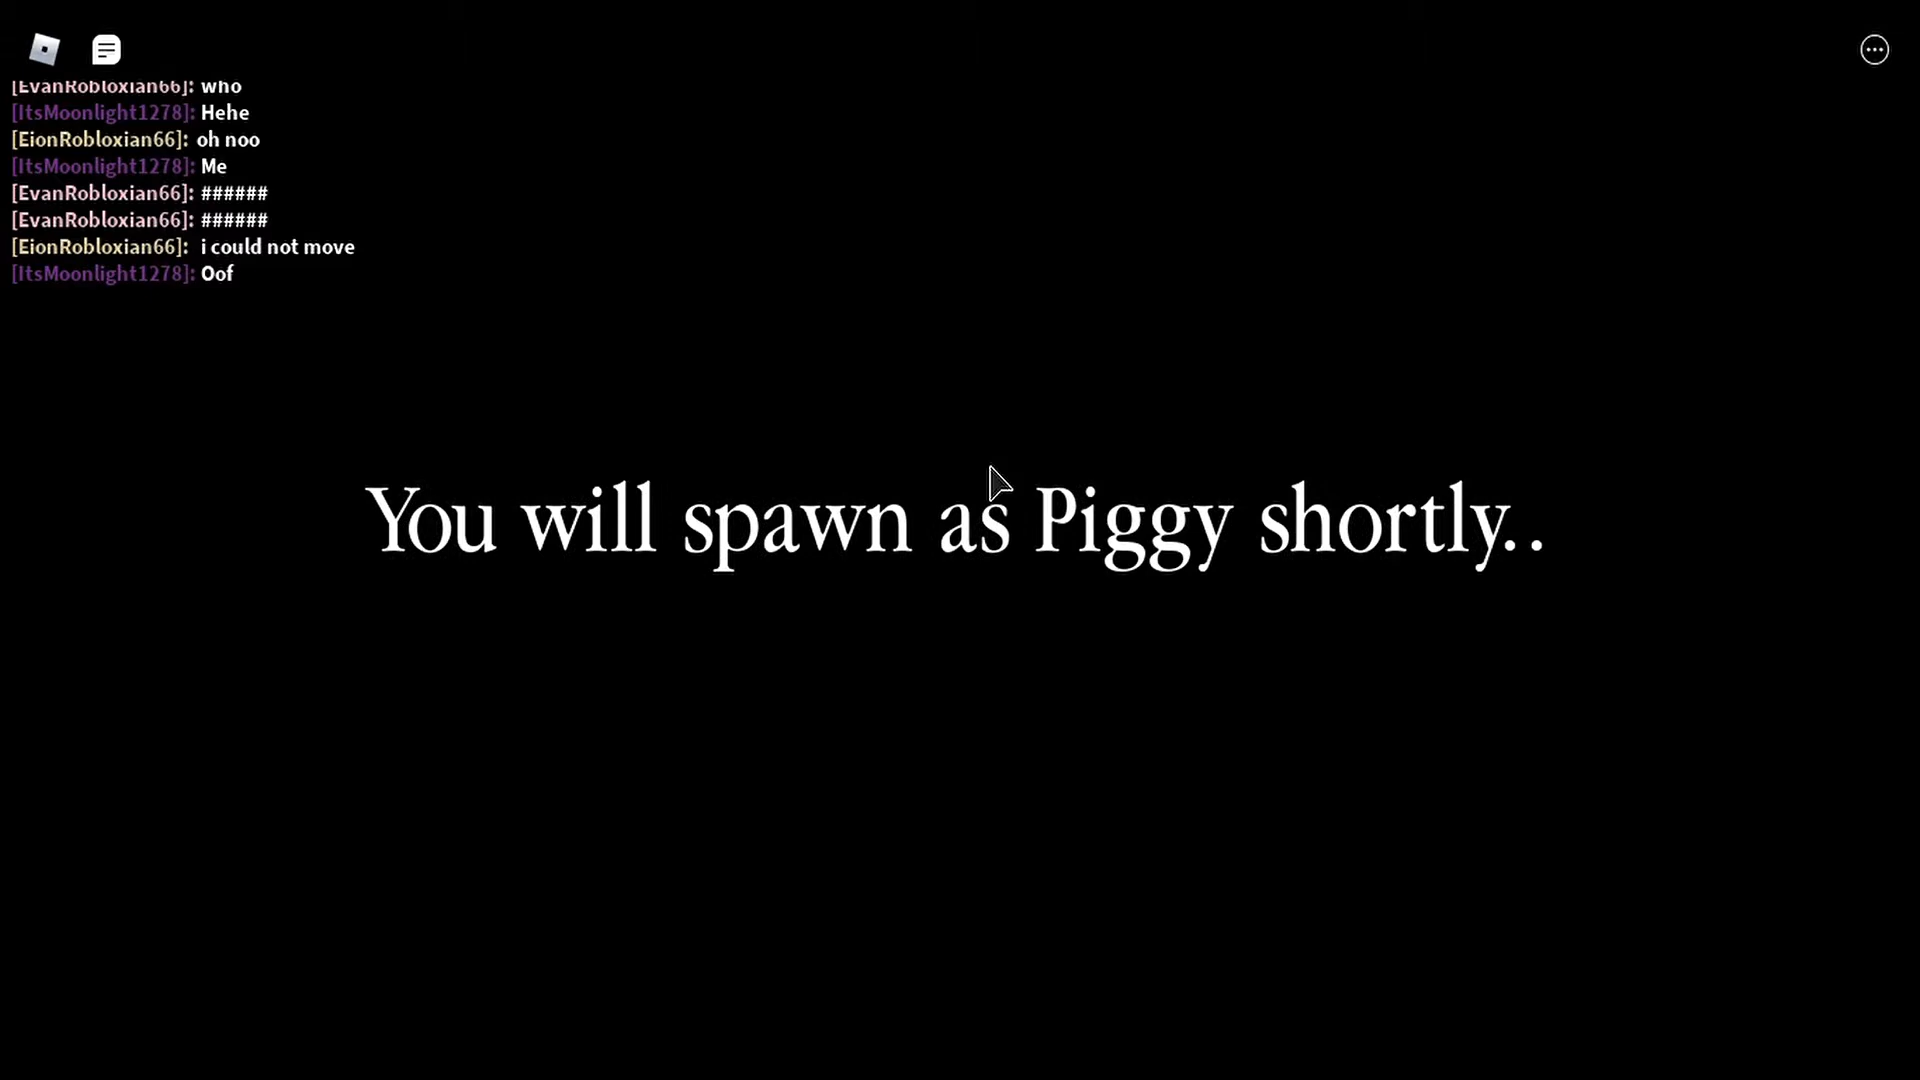 [EvanRobloxian66]: who
[ItsMoonlight1278]: Hehe
[EionRobloxian66]: oh noo
[ItsMoonlight1278]: Me
[EvanRobloxian66]: ######
[EvanRobloxian66]: ######
[EionRobloxian66]: i could not move
[ItsMoonlight1278]: Oof
You will spawn as Piggy shortly..